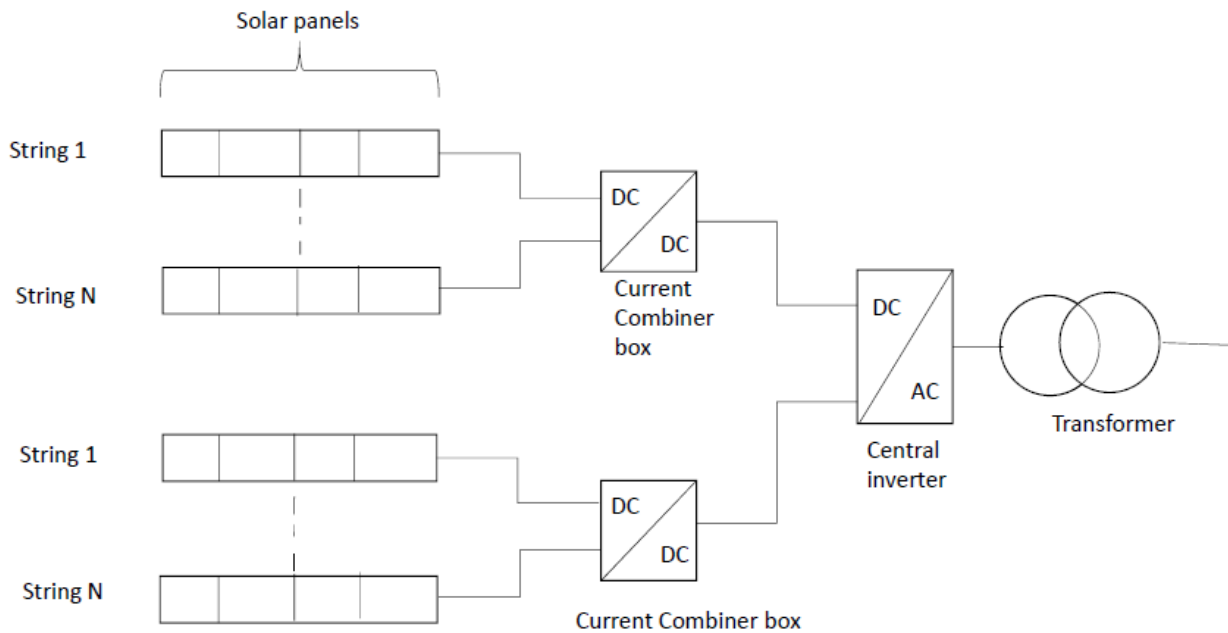 Solar panels
String 1
DC
DC
String N
Current
Combiner
box
DC
AC
Transformer
Central
inverter
String 1
DC
DC
String N
Current Combiner box